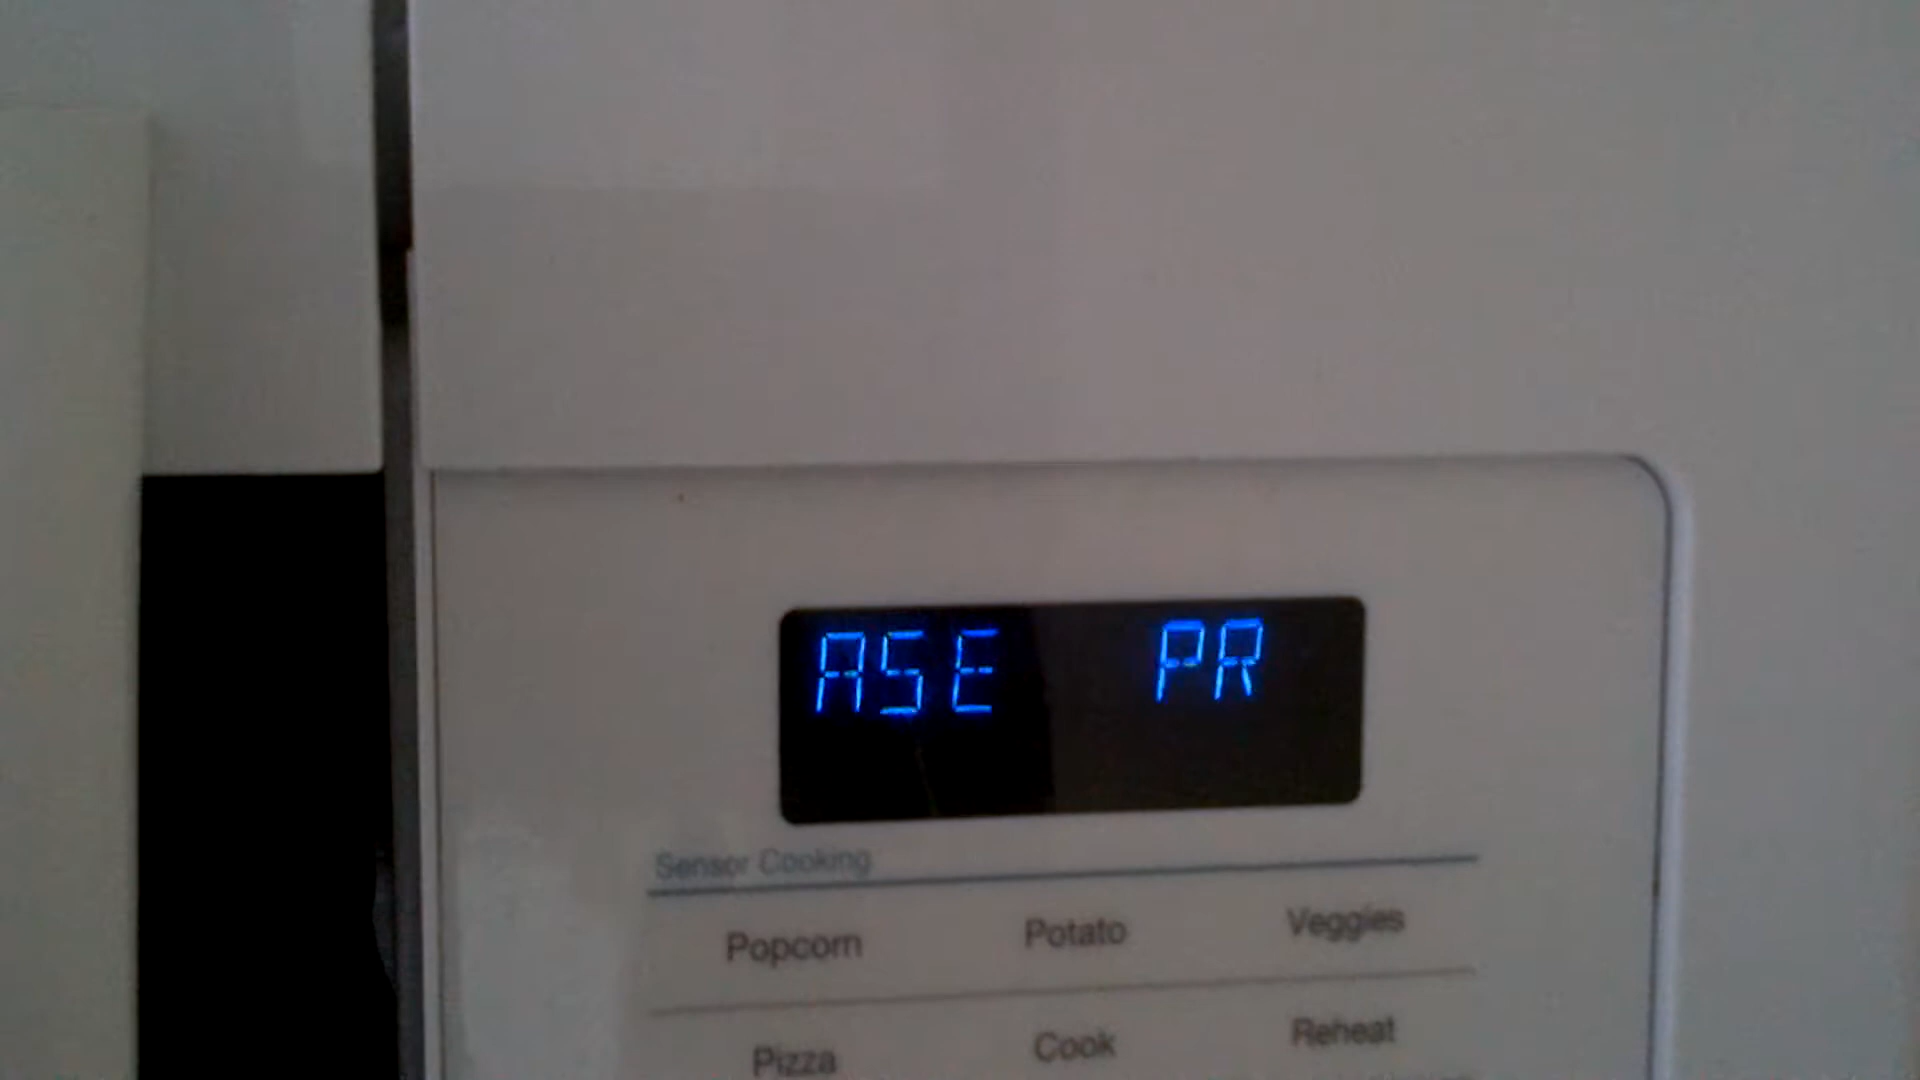 ASE PR
Sensor Cooking
Popcorn Potato Veggies
Pizza Cook Reheat